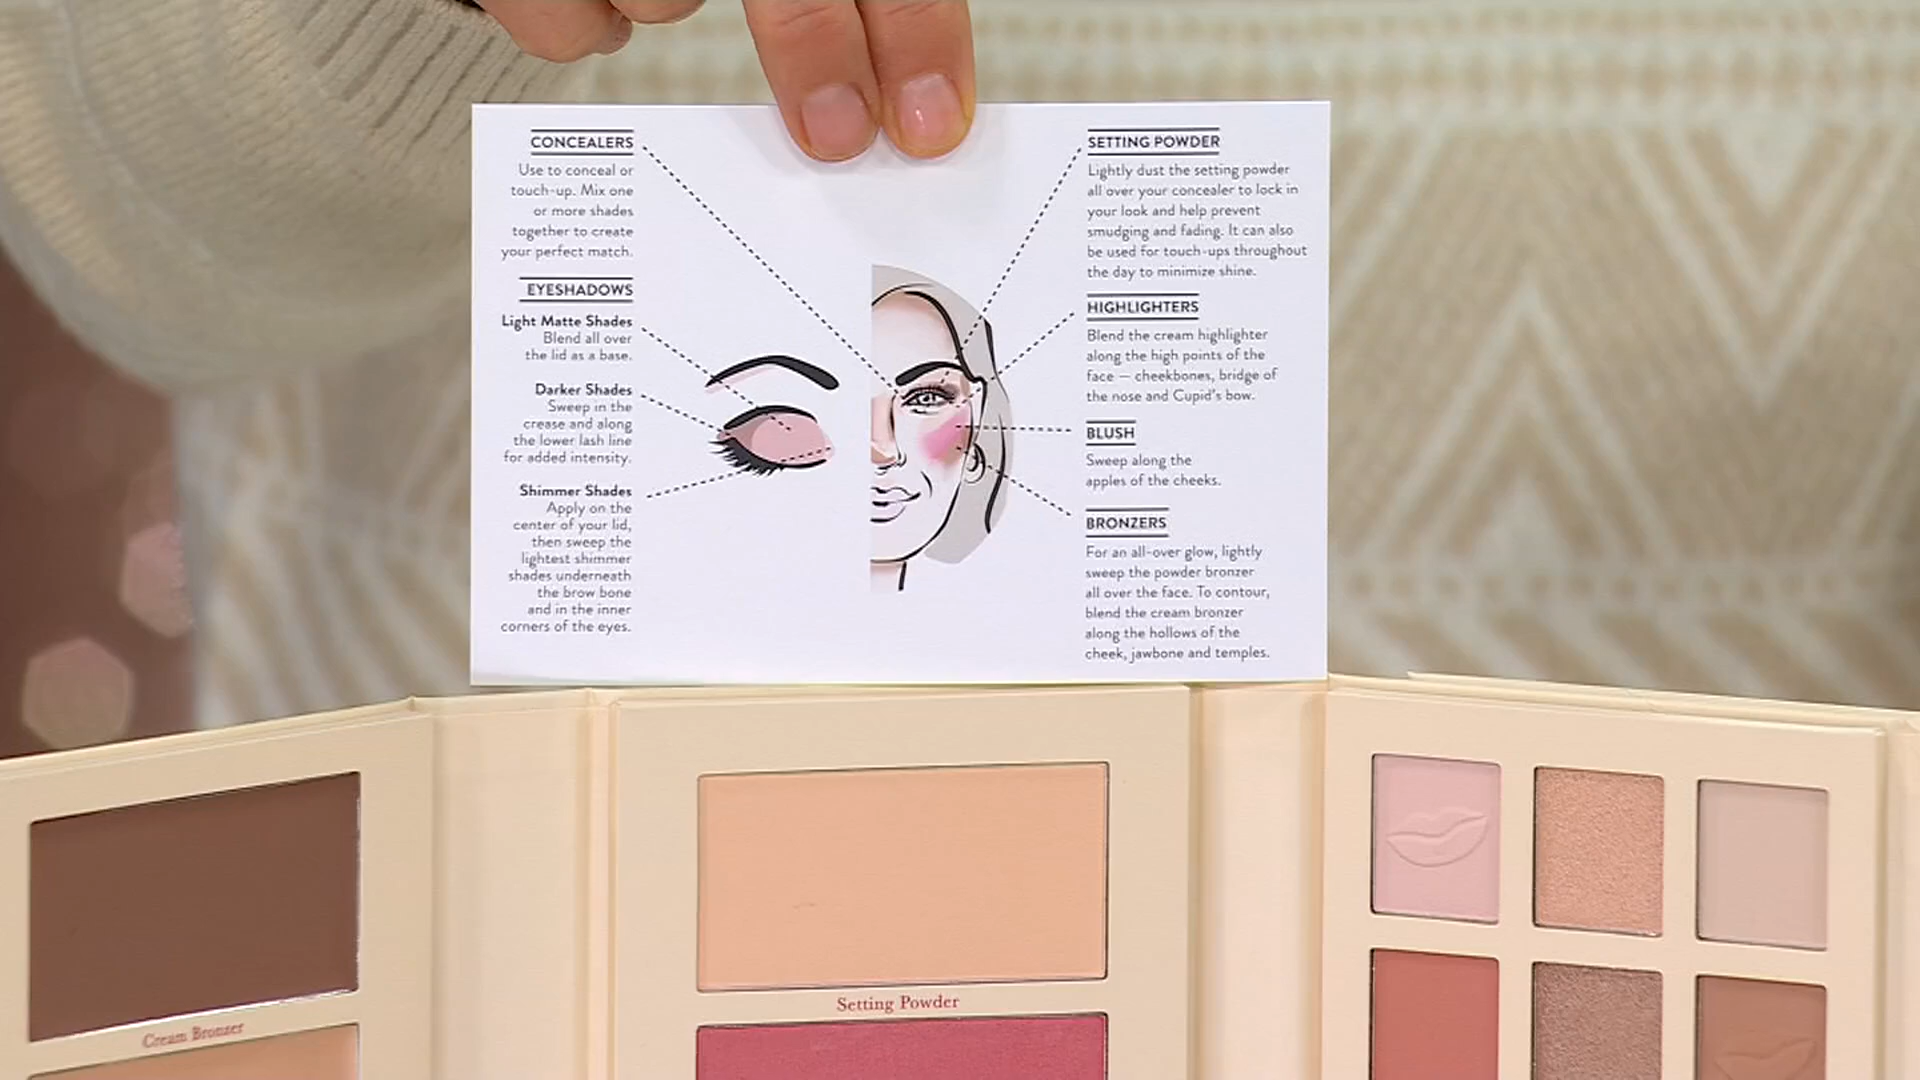 CONCEALERS
Use to conceal or
touch-up. Mix one
or more shades
together to create
your perfect match.
EYESHADOWS
Light Matte Shades
Blend all over
the lid as a base.
Darker Shades
Sweep in the
crease and along
the lower lash line
for added intensity.
Shimmer Shades
Apply on the
center of your lid,
then sweep the
lightest shimmer
shades underneath
the brow bone
and in the inner
corners of the eyes.
SETTING POWDER
Lightly dust the setting powder
all over your concealer to lock in
your look and help prevent
smudging and fading. It can also
be used for touch-ups throughout
the day to minimize shine.
HIGHLIGHTERS
Blend the cream highlighter
along the high points of the
face — cheekbones, bridge of
the nose and Cupid's bow.
BLUSH
Sweep along the
apples of the cheeks.
BRONZERS
For an all-over glow, lightly
sweep the powder bronzer
all over the face. To contour,
blend the cream bronzer
along the hollows of the
cheek, jawbone and temples.
Cream Bronzer
Setting Powder